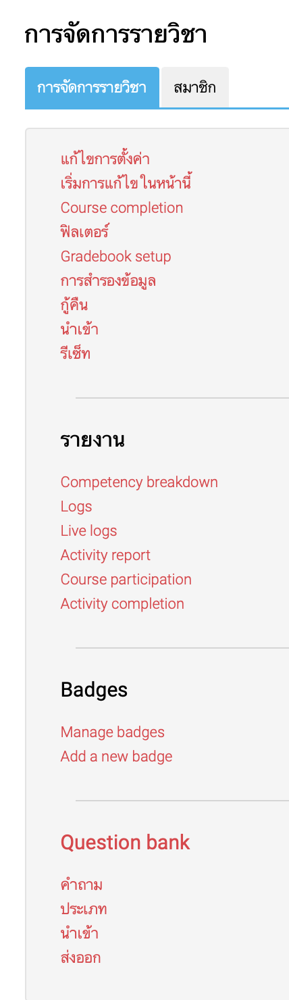 การจัดการรายวิชา
การจัดการรายวิชา
สมาชิก
แก้ไขการตั้งค่า
เริ่มการแก้ไข ในหน้านี้
Course completion
ฟิลเตอร์
Gradebook setup
การสำรองข้อมูล
กู้คืน
นำเข้า
รีเซ็ท
รายงาน
Competency breakdown
Logs
Live logs
Activity report
Course participation
Activity completion
Badges
Manage badges
Add a new badge
Question bank
คำถาม
ประเภท
นำเข้า
ส่งออก